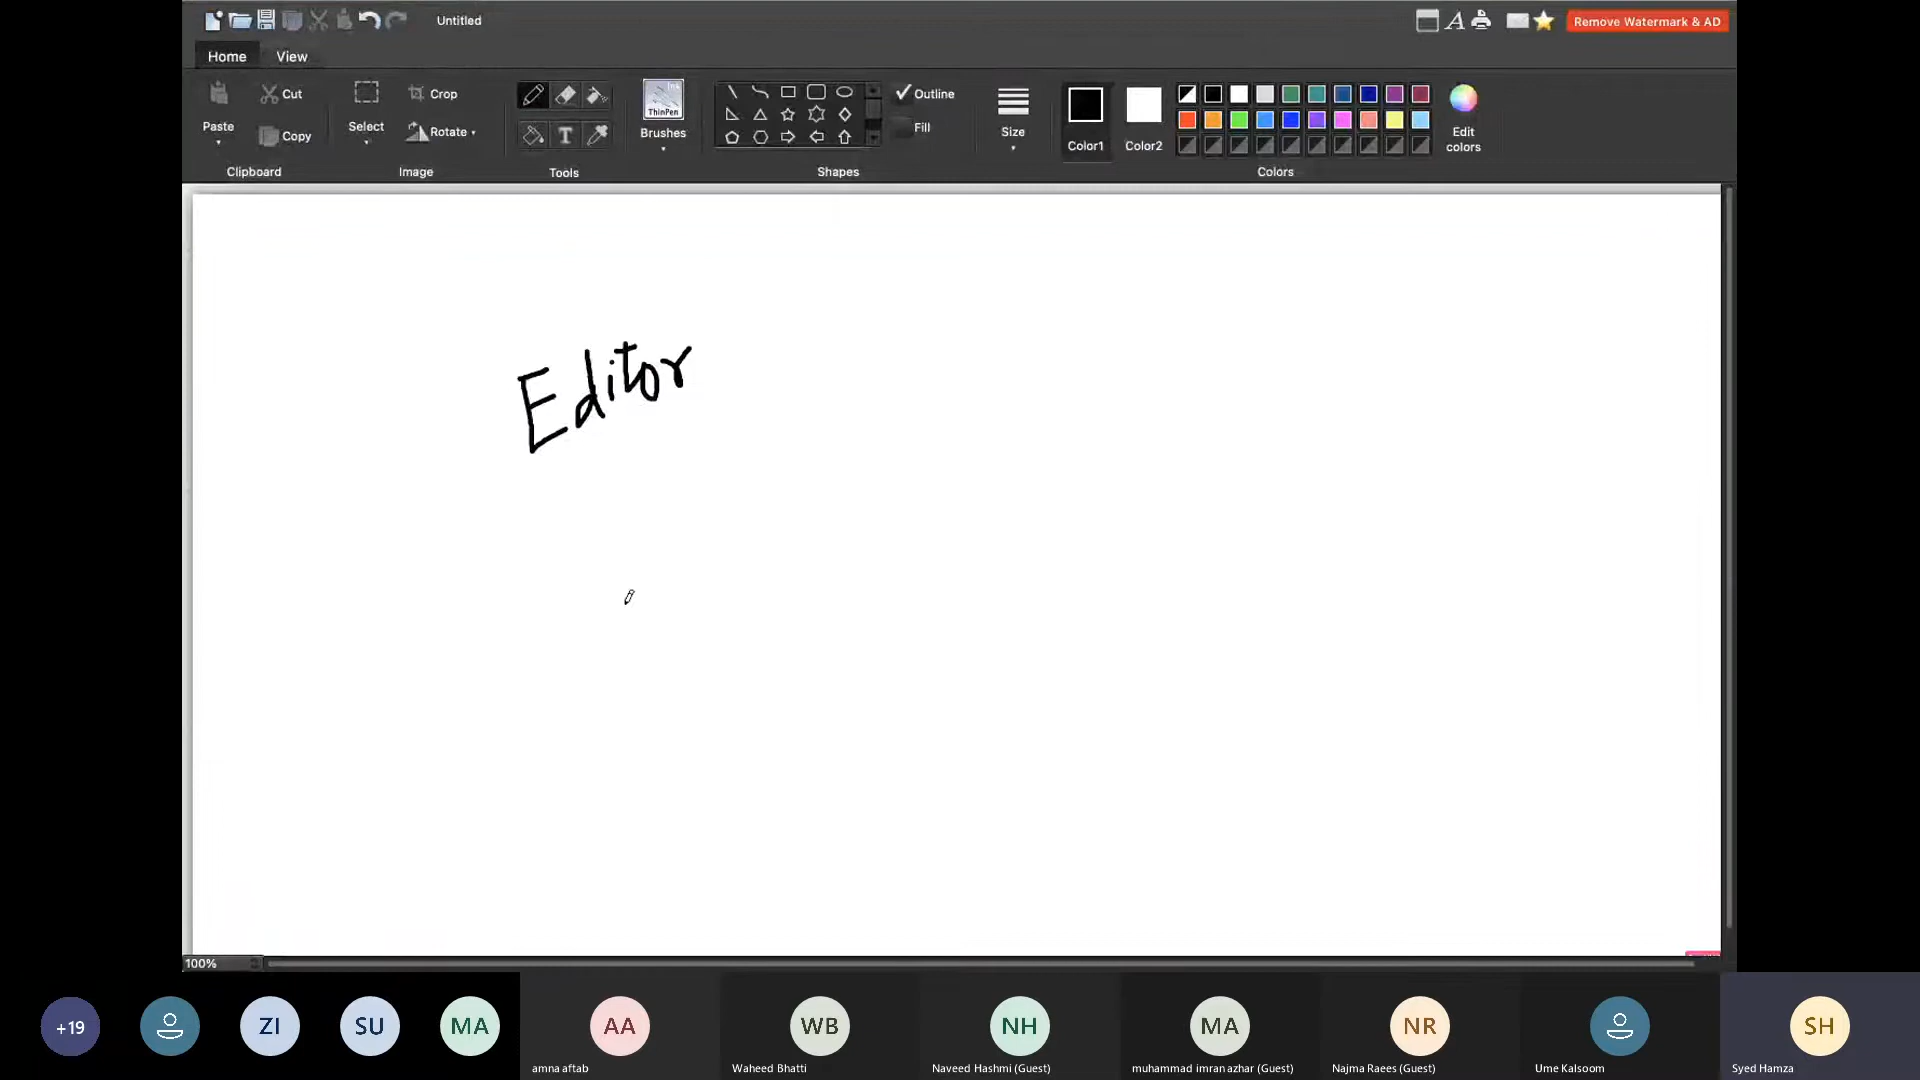 Untitled
Remove Watermark & AD
Home View
Paste Cut Copy
Select Crop Rotate
T
ThinPen
Brushes
Outline
Fill
Size
Color1 Color2
Edit colors
Clipboard Image Tools Shapes Colors
Editor
100%
+19 ZI SU MA AA WB NH MA NR SH
amna aftab Waheed Bhatti Naveed Hashmi (Guest) muhammad imran azhar (Guest) Najma Raees (Guest) Ume Kalsoom Syed Hamza